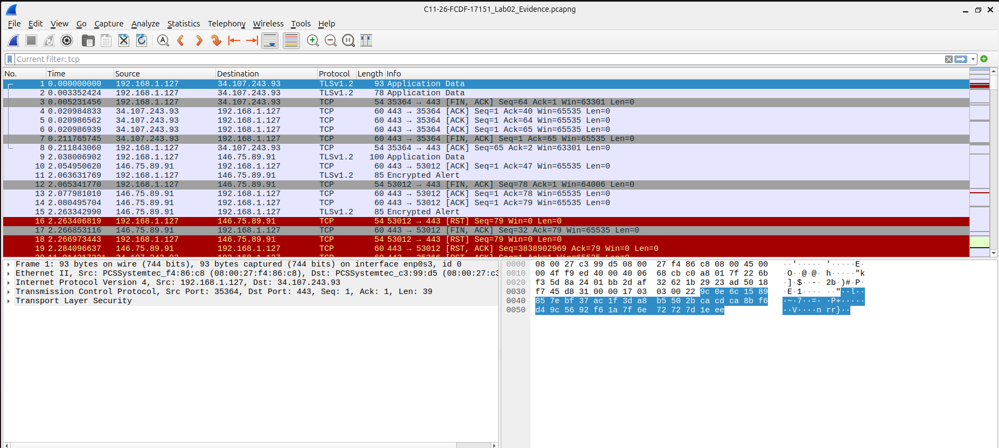 C11-26-FCDF-17151_Lab02_Evidence.pcapng
File Edit View Go Capture Analyze Statistics Telephony Wireless Tools Help
Current filter: tcp
No. Time Source Destination Protocol Length Info
1 0.000000000 192.168.1.127 34.107.243.93 TLSv1.2 93 Application Data
2 0.003352424 192.168.1.127 34.107.243.93 TLSv1.2 78 Application Data
3 0.005231456 192.168.1.127 34.107.243.93 TCP 54 35364 → 443 [FIN, ACK] Seq=64 Ack=1 Win=63301 Len=0
4 0.020984833 34.107.243.93 192.168.1.127 TCP 60 443 → 35364 [ACK] Seq=1 Ack=40 Win=65535 Len=0
5 0.020986562 34.107.243.93 192.168.1.127 TCP 60 443 → 35364 [ACK] Seq=1 Ack=64 Win=65535 Len=0
6 0.020986939 34.107.243.93 192.168.1.127 TCP 60 443 → 35364 [ACK] Seq=1 Ack=65 Win=65535 Len=0
7 0.211765745 34.107.243.93 192.168.1.127 TCP 60 443 → 35364 [FIN, ACK] Seq=1 Ack=65 Win=65535 Len=0
8 0.211843060 192.168.1.127 34.107.243.93 TCP 54 35364 → 443 [ACK] Seq=65 Ack=2 Win=63301 Len=0
9 2.038006902 192.168.1.127 146.75.89.91 TLSv1.2 100 Application Data
10 2.054950620 146.75.89.91 192.168.1.127 TCP 60 443 → 53012 [ACK] Seq=1 Ack=47 Win=65535 Len=0
11 2.063631769 192.168.1.127 146.75.89.91 TLSv1.2 85 Encrypted Alert
12 2.065341770 192.168.1.127 146.75.89.91 TCP 54 53012 → 443 [FIN, ACK] Seq=78 Ack=1 Win=64006 Len=0
13 2.077981010 146.75.89.91 192.168.1.127 TCP 60 443 → 53012 [ACK] Seq=1 Ack=78 Win=65535 Len=0
14 2.080495704 146.75.89.91 192.168.1.127 TCP 60 443 → 53012 [ACK] Seq=1 Ack=79 Win=65535 Len=0
15 2.263342990 146.75.89.91 192.168.1.127 TLSv1.2 85 Encrypted Alert
16 2.263406819 192.168.1.127 146.75.89.91 TCP 54 53012 → 443 [RST] Seq=79 Win=0 Len=0
17 2.266853116 146.75.89.91 192.168.1.127 TCP 60 443 → 53012 [FIN, ACK] Seq=32 Ack=79 Win=65535 Len=0
18 2.266973443 192.168.1.127 146.75.89.91 TCP 54 53012 → 443 [RST] Seq=79 Win=0 Len=0
19 2.284096637 146.75.89.91 192.168.1.127 TCP 60 443 → 53012 [RST, ACK] Seq=3838902969 Ack=79 Win=0 Len=0
Frame 1: 93 bytes on wire (744 bits), 93 bytes captured (744 bits) on interface enp0s3, id 0
Ethernet II, Src: PCSSystemtec_f4:86:c8 (08:00:27:f4:86:c8), Dst: PCSSystemtec_c3:99:d5 (08:00:27:c3
Internet Protocol Version 4, Src: 192.168.1.127, Dst: 34.107.243.93
Transmission Control Protocol, Src Port: 35364, Dst Port: 443, Seq: 1, Ack: 1, Len: 39
Transport Layer Security
0000 08 00 27 c3 99 d5 08 00 27 f4 86 c8 08 00 45 00 ··'····· '·····E·
0010 00 4f f9 ed 40 00 40 06 68 cb c0 a8 01 7f 22 6b ·O··@·@· h·····"k
0020 f3 5d 8a 24 01 bb 2d af 32 62 1b 29 23 ad 50 18 ·]·$··-· 2b·)#·P·
0030 f7 45 d8 31 00 00 17 03 03 00 22 9c 0e 6c 15 89 ·E·1···· ··"··l··
0040 85 7e bf 37 ac 1f 3d a8 b5 50 2b ca cd ca 8b f6 ·~·7··=· ·P+·····
0050 d4 9c 56 92 f6 1a 7f 6e 72 72 7d 1e ee ··V····n rr}··